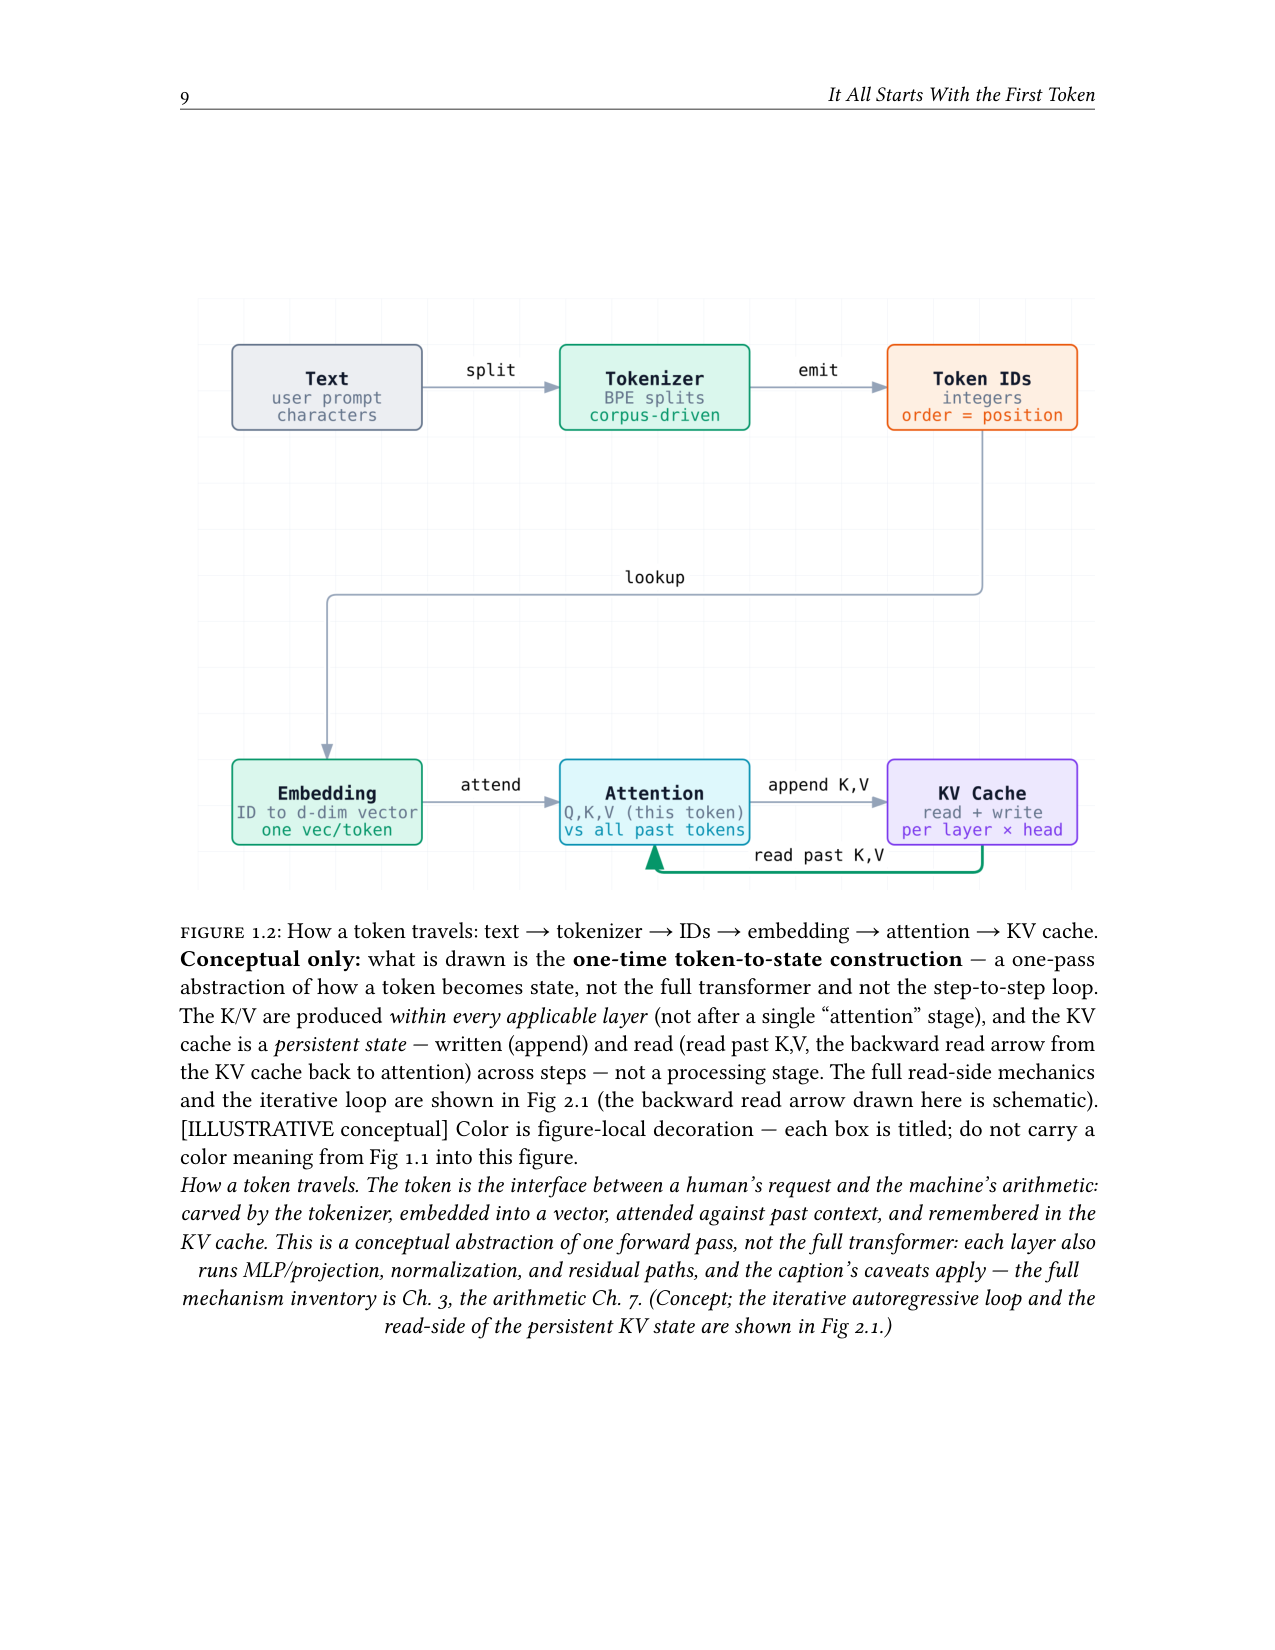 9
It All Starts With the First Token
split
emit
Text
user prompt
characters
Tokenizer
BPE splits
corpus-driven
Token IDs
integers
order = position
lookup
attend
append K,V
Embedding
ID to d-dim vector
one vec/token
Attention
Q,K,V (this token)
vs all past tokens
KV Cache
read + write
per layer × head
read past K,V
FIGURE 1.2: How a token travels: text → tokenizer → IDs → embedding → attention → KV cache.
Conceptual only: what is drawn is the one-time token-to-state construction — a one-pass
abstraction of how a token becomes state, not the full transformer and not the step-to-step loop.
The K/V are produced within every applicable layer (not after a single “attention” stage), and the KV
cache is a persistent state — written (append) and read (read past K,V, the backward read arrow from
the KV cache back to attention) across steps — not a processing stage. The full read-side mechanics
and the iterative loop are shown in Fig 2.1 (the backward read arrow drawn here is schematic).
[ILLUSTRATIVE conceptual] Color is figure-local decoration — each box is titled; do not carry a
color meaning from Fig 1.1 into this figure.
How a token travels. The token is the interface between a human’s request and the machine’s arithmetic:
carved by the tokenizer, embedded into a vector, attended against past context, and remembered in the
KV cache. This is a conceptual abstraction of one forward pass, not the full transformer: each layer also
runs MLP/projection, normalization, and residual paths, and the caption’s caveats apply — the full
mechanism inventory is Ch. 3, the arithmetic Ch. 7. (Concept; the iterative autoregressive loop and the
read-side of the persistent KV state are shown in Fig 2.1.)